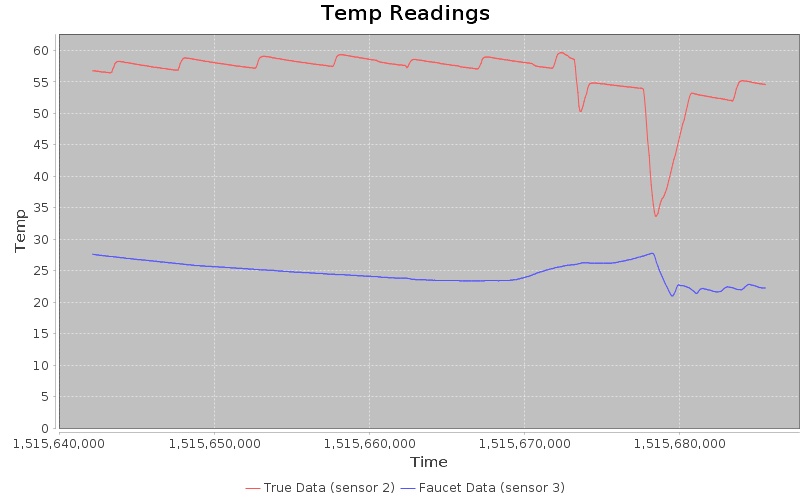 Temp Readings
60
55
50
45
40
35
30
25
20
15
10
5
0
Temp
1,515,640,000 1,515,650,000 1,515,660,000 1,515,670,000 1,515,680,000
Time
True Data (sensor 2) Faucet Data (sensor 3)